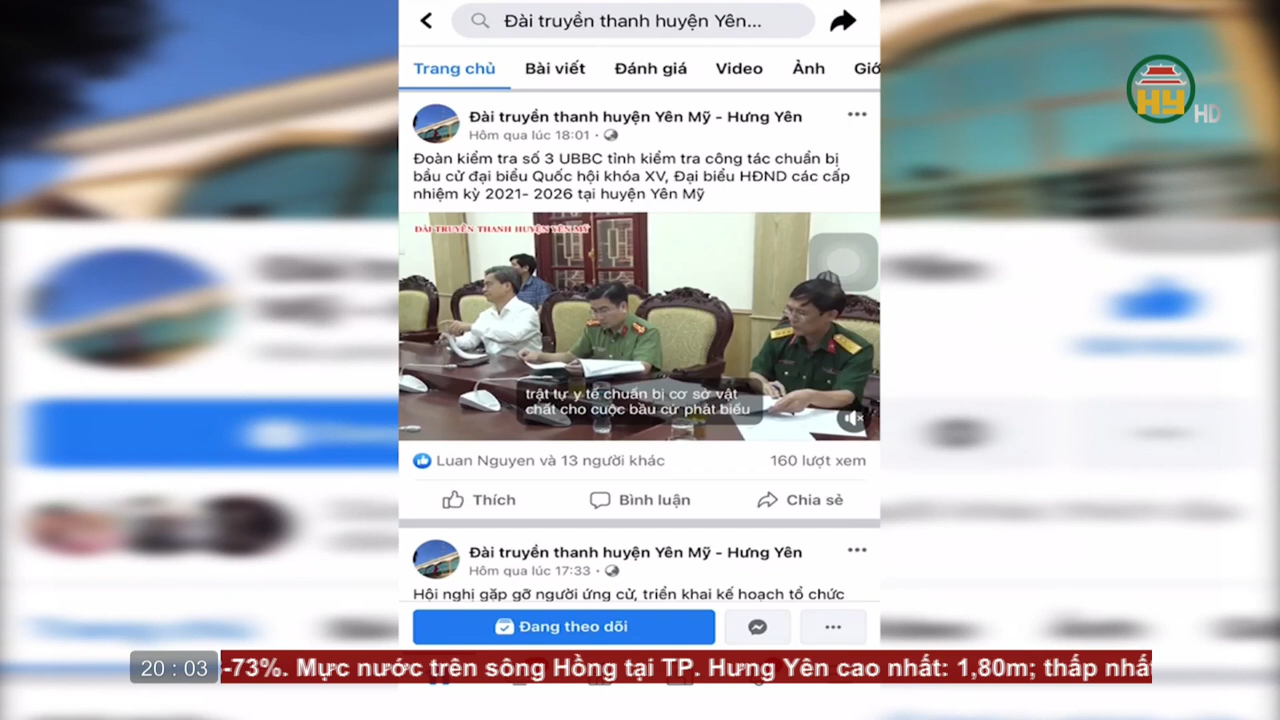 Đài truyền thanh huyện Yên...
Trang chủ Bài viết Đánh giá Video Ảnh Giớ
HY HD
Đài truyền thanh huyện Yên Mỹ - Hưng Yên
Hôm qua lúc 18:01 ·
Đoàn kiểm tra số 3 UBBC tỉnh kiểm tra công tác chuẩn bị
bầu cử đại biểu Quốc hội khóa XV, Đại biểu HĐND các cấp
nhiệm kỳ 2021- 2026 tại huyện Yên Mỹ
ĐÀI TRUYỀN THANH HUYỆN YÊN MỸ
trật tự y tế chuẩn bị cơ sở vật
chất cho cuộc bầu cử phát biểu
Luan Nguyen và 13 người khác 160 lượt xem
Thích Bình luận Chia sẻ
Đài truyền thanh huyện Yên Mỹ - Hưng Yên
Hôm qua lúc 17:33 ·
Hội nghị gặp gỡ người ứng cử, triển khai kế hoạch tổ chức
Đang theo dõi
20 : 03 -73%. Mực nước trên sông Hồng tại TP. Hưng Yên cao nhất: 1,80m; thấp nhất